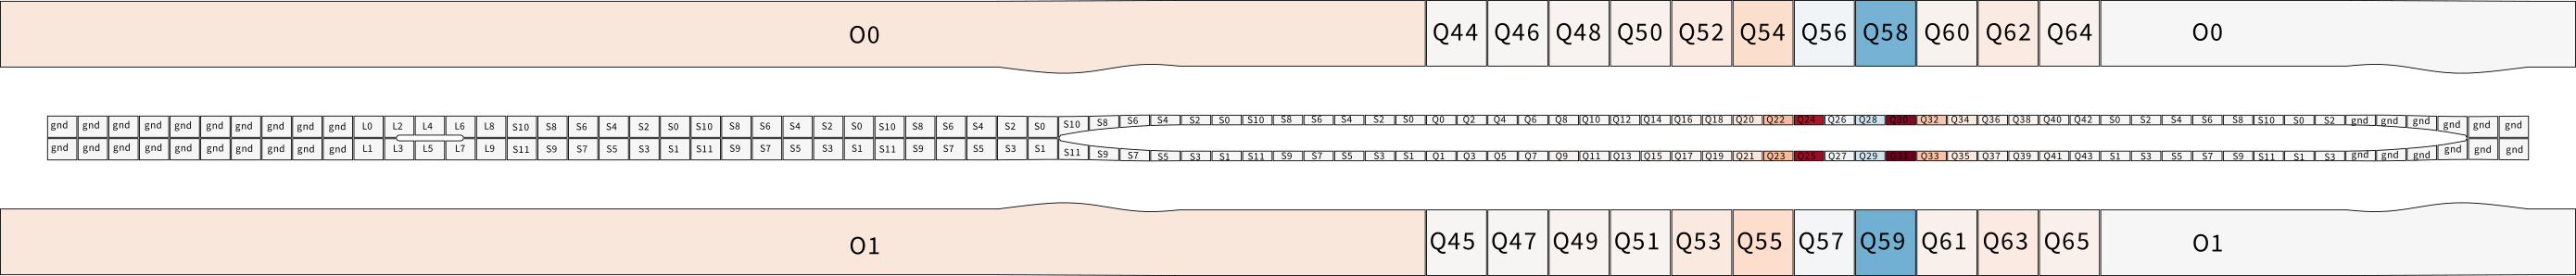 O0 Q44 Q46 Q48 Q50 Q52 Q54 Q56 Q58 Q60 Q62 Q64 O0
gnd gnd gnd gnd gnd gnd gnd gnd gnd gnd L0 L2 L4 L6 L8 S10 S8 S6 S4 S2 S0 S10 S8 S6 S4 S2 S0 S10 S8 S6 S4 S2 S0 S10 S8 S6 S4 S2 S0 S10 S8 S6 S4 S2 S0 Q0 Q2 Q4 Q6 Q8 Q10 Q12 Q14 Q16 Q18 Q20 Q22 Q24 Q26 Q28 Q30 Q32 Q34 Q36 Q38 Q40 Q42 S0 S2 S4 S6 S8 S10 S0 S2 gnd gnd gnd gnd gnd gnd
gnd gnd gnd gnd gnd gnd gnd gnd gnd gnd L1 L3 L5 L7 L9 S11 S9 S7 S5 S3 S1 S11 S9 S7 S5 S3 S1 S11 S9 S7 S5 S3 S1 S11 S9 S7 S5 S3 S1 S11 S9 S7 S5 S3 S1 Q1 Q3 Q5 Q7 Q9 Q11 Q13 Q15 Q17 Q19 Q21 Q23 Q25 Q27 Q29 Q31 Q33 Q35 Q37 Q39 Q41 Q43 S1 S3 S5 S7 S9 S11 S1 S3 gnd gnd gnd gnd gnd gnd
O1 Q45 Q47 Q49 Q51 Q53 Q55 Q57 Q59 Q61 Q63 Q65 O1